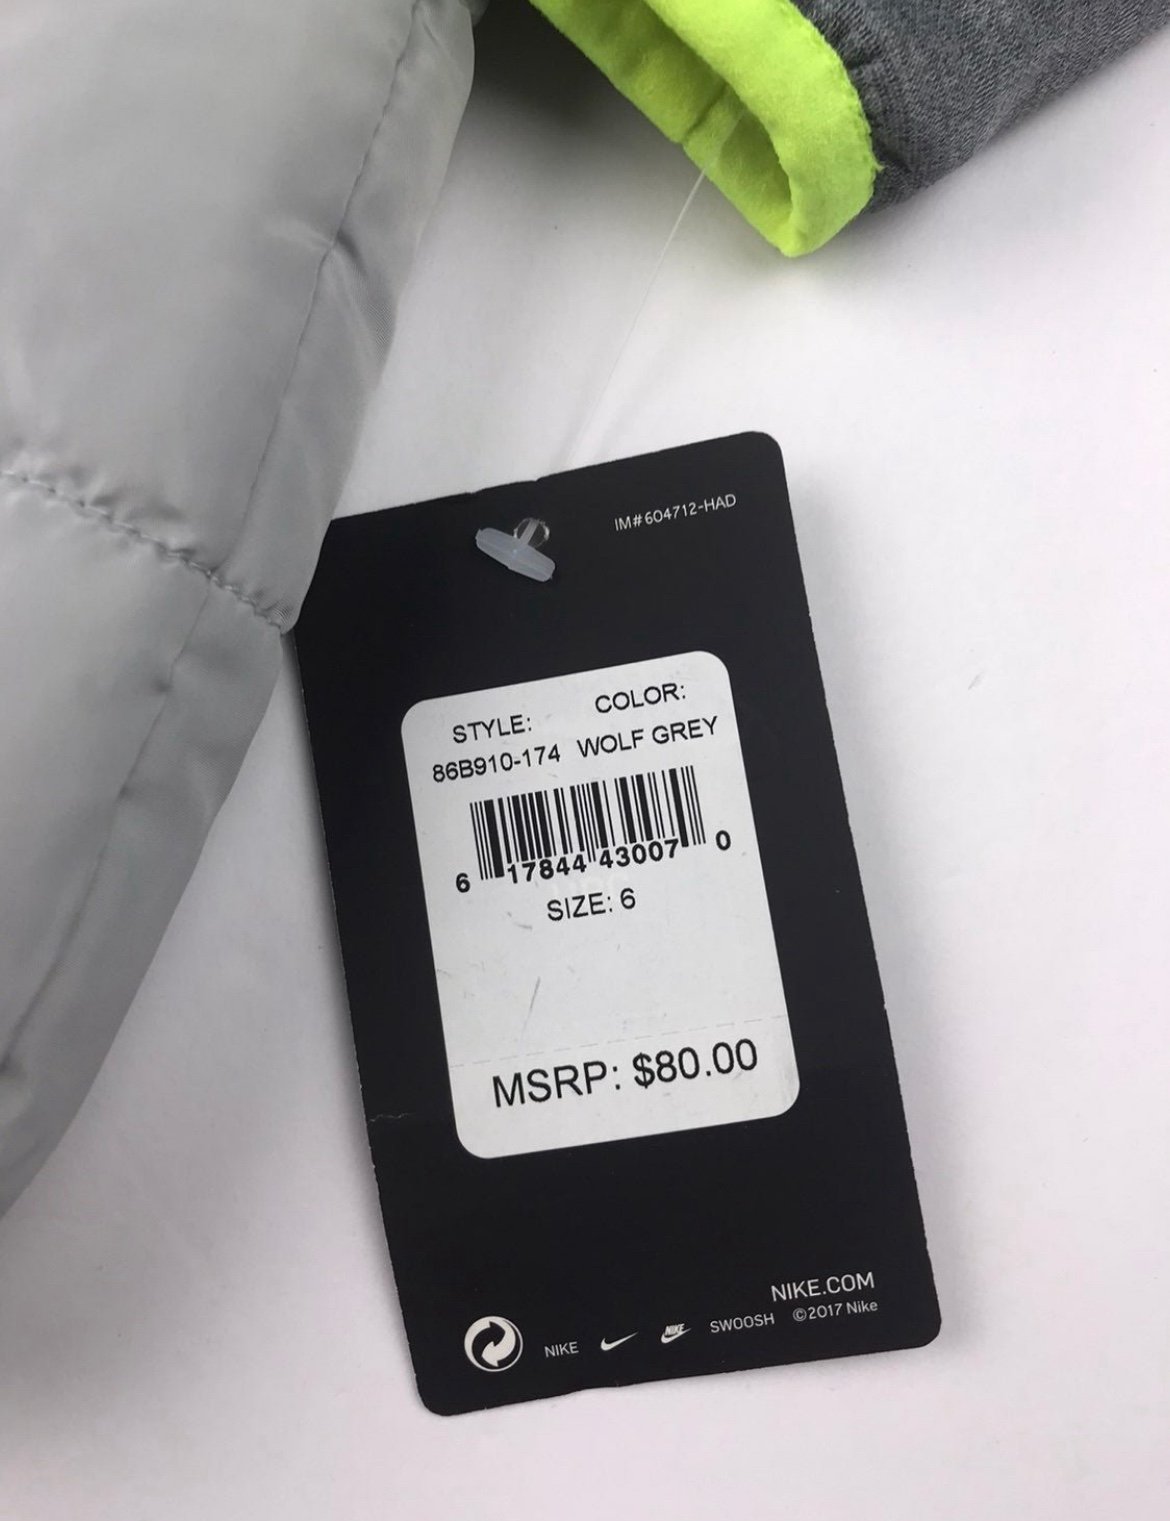 IM#604712-HAD
STYLE: COLOR:
86B910-174 WOLF GREY
6 17844 43007 0
SIZE: 6
MSRP: $80.00
NIKE.COM
NIKE NIKE SWOOSH ©2017 Nike